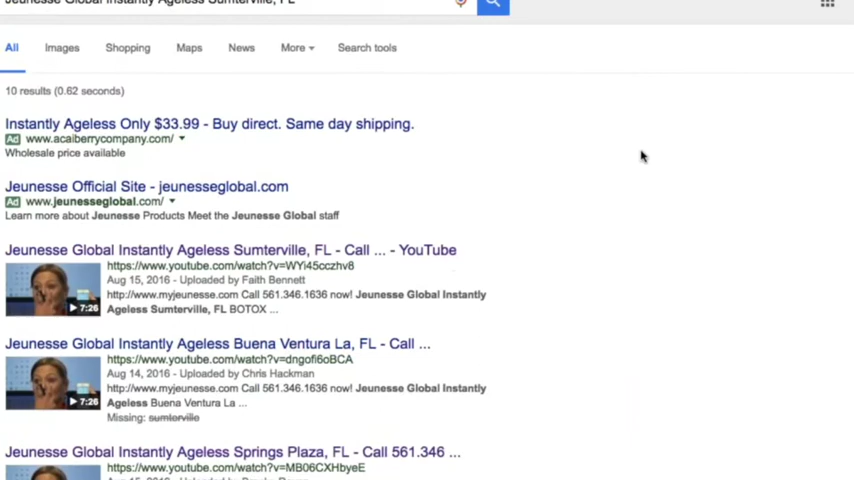 Jeunesse Global Instantly Ageless Sumterville, FL
All Images Shopping Maps News More Search tools
10 results (0.62 seconds)
Instantly Ageless Only $33.99 - Buy direct. Same day shipping.
Ad www.acaiberrycompany.com/
Wholesale price available
Jeunesse Official Site - jeunesseglobal.com
Ad www.jeunesseglobal.com/
Learn more about Jeunesse Products Meet the Jeunesse Global staff
Jeunesse Global Instantly Ageless Sumterville, FL - Call ... - YouTube
https://www.youtube.com/watch?v=WYi45cczhv8
Aug 15, 2016 - Uploaded by Faith Bennett
http://www.myjeunesse.com Call 561.346.1636 now! Jeunesse Global Instantly
7:26 Ageless Sumterville, FL BOTOX ...
Jeunesse Global Instantly Ageless Buena Ventura La, FL - Call ...
https://www.youtube.com/watch?v=dngofi6oBCA
Aug 14, 2016 - Uploaded by Chris Hackman
http://www.myjeunesse.com Call 561.346.1636 now! Jeunesse Global Instantly
7:26 Ageless Buena Ventura La ...
Missing: sumterville
Jeunesse Global Instantly Ageless Springs Plaza, FL - Call 561.346 ...
https://www.youtube.com/watch?v=MB06CXHbyeE